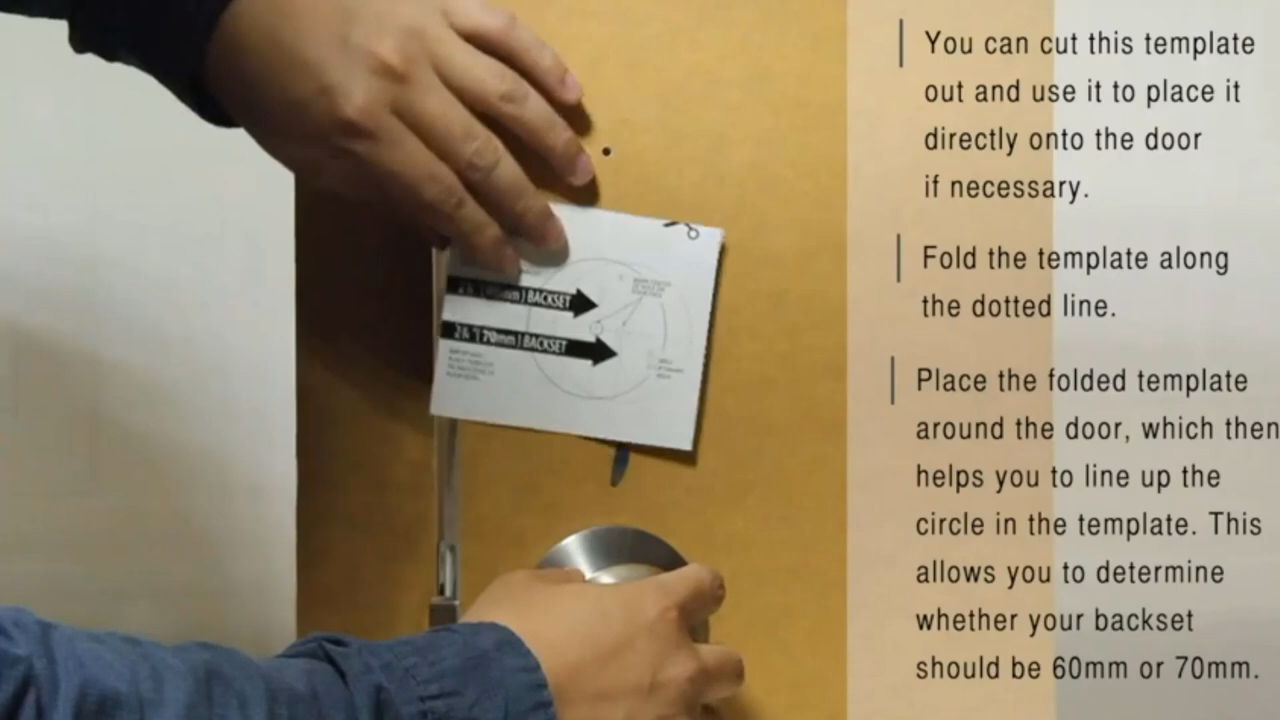 You can cut this template
out and use it to place it
directly onto the door
if necessary.
Fold the template along
the dotted line.
Place the folded template
around the door, which then
helps you to line up the
circle in the template. This
allows you to determine
whether your backset
should be 60mm or 70mm.
BACKSET
(70mm) BACKSET